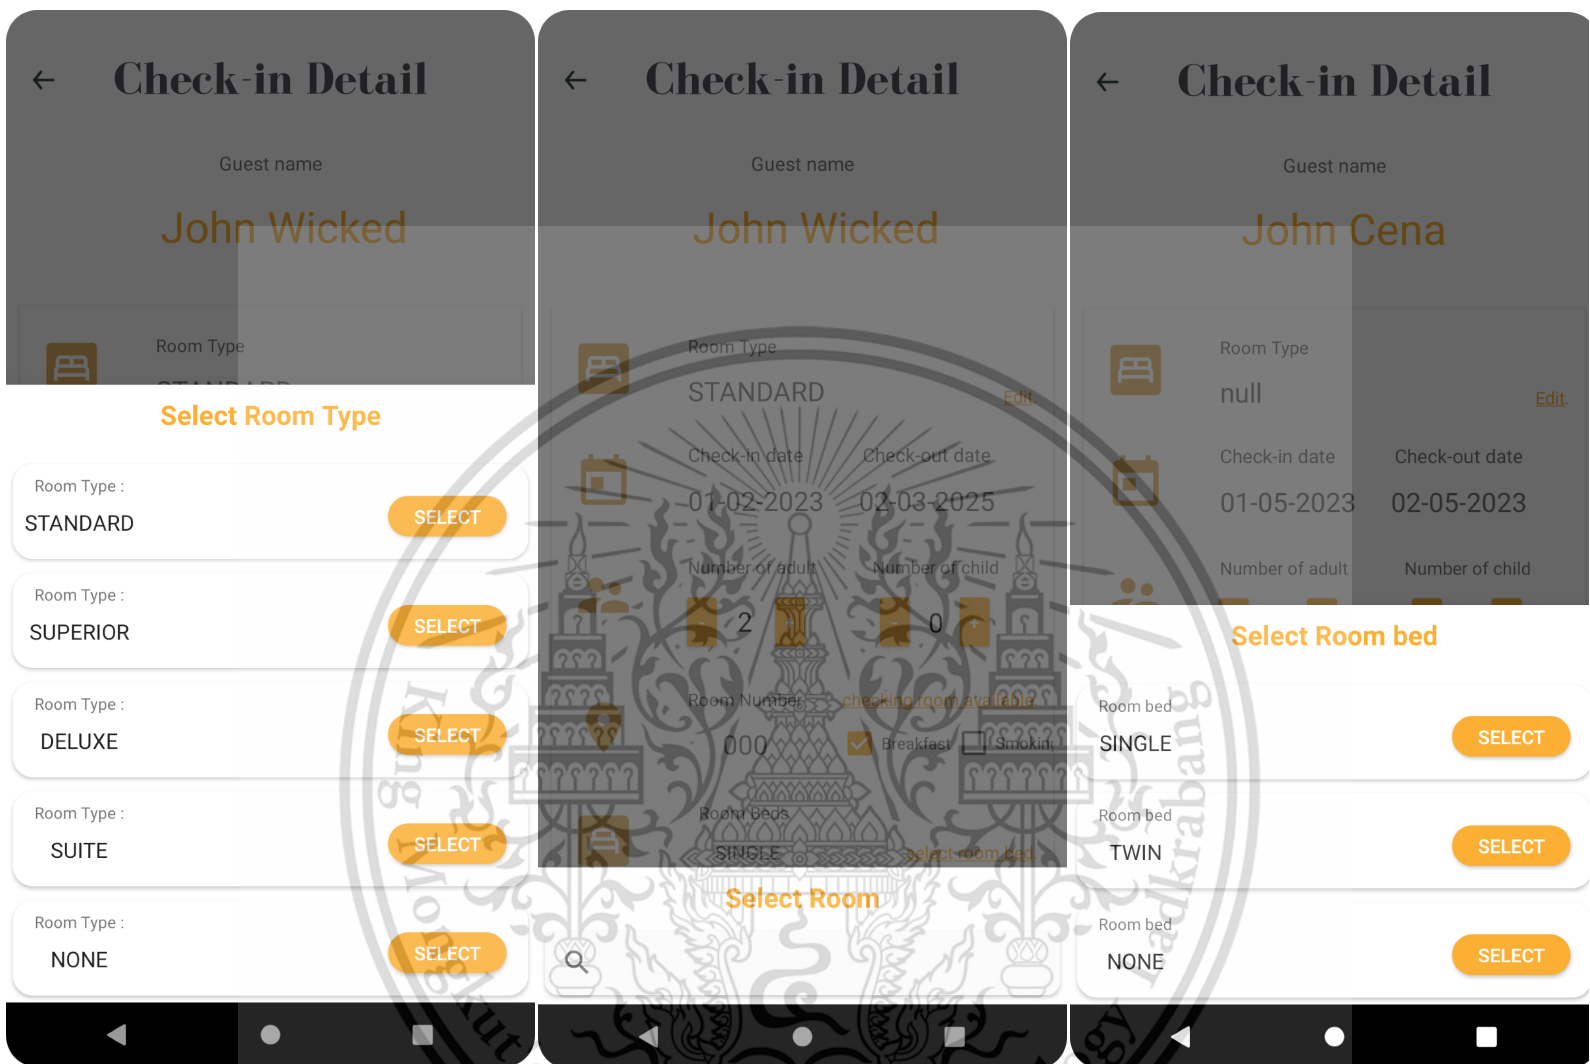 Check-in Detail
Guest name
John Wicked
Room Type
STANDARD
Select Room Type
Room Type :
STANDARD
SELECT
Room Type :
SUPERIOR
SELECT
Room Type :
DELUXE
SELECT
Room Type :
SUITE
SELECT
Room Type :
NONE
SELECT
Check-in Detail
Guest name
John Wicked
Room Type
STANDARD
Edit.
Check-in date Check-out date
01-02-2023 02-03-2025
Number of adult Number of child
- 2 + - 0 +
Room Number checking room available.
000 Breakfast Smoking
Room Beds
SINGLE select room bed.
Select Room
Check-in Detail
Guest name
John Cena
Room Type
null
Edit.
Check-in date Check-out date
01-05-2023 02-05-2023
Number of adult Number of child
Select Room bed
Room bed
SINGLE
SELECT
Room bed
TWIN
SELECT
Room bed
NONE
SELECT
King Mongkut
Ladkrabang